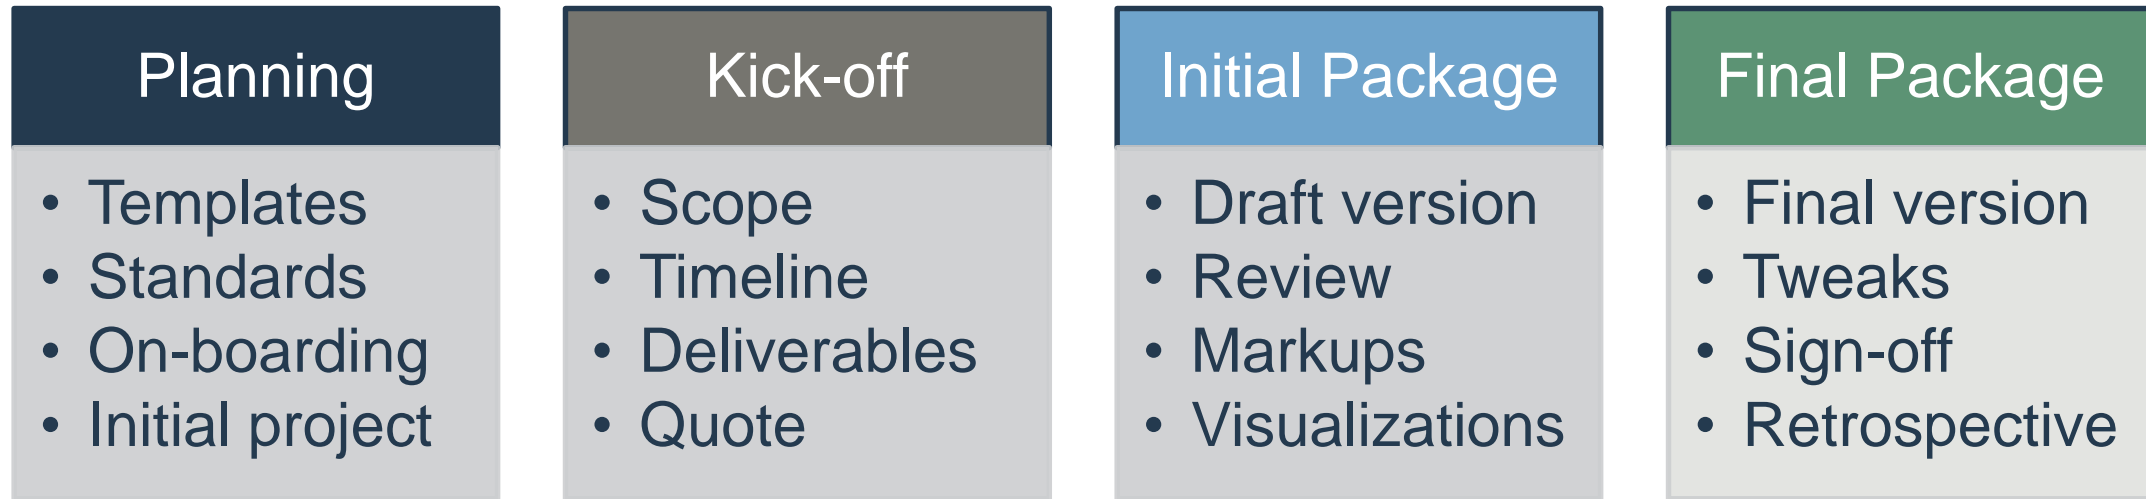 Planning
• Templates
• Standards
• On-boarding
• Initial project
Kick-off
• Scope
• Timeline
• Deliverables
• Quote
Initial Package
• Draft version
• Review
• Markups
• Visualizations
Final Package
• Final version
• Tweaks
• Sign-off
• Retrospective